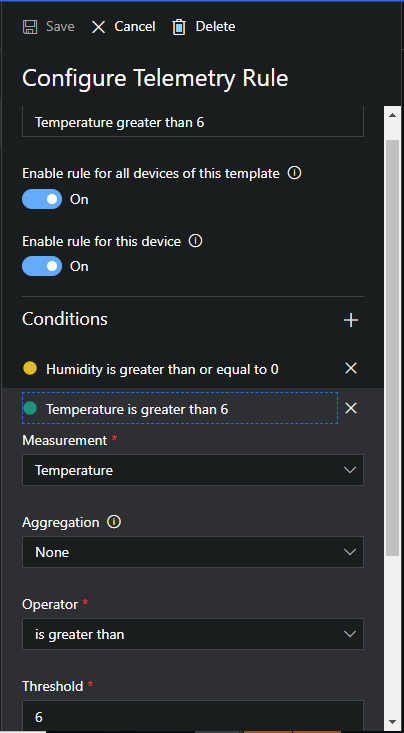 Save Cancel Delete
Configure Telemetry Rule
Temperature greater than 6
Enable rule for all devices of this template
On
Enable rule for this device
On
Conditions
Humidity is greater than or equal to 0
Temperature is greater than 6
Measurement *
Temperature
Aggregation
None
Operator *
is greater than
Threshold *
6